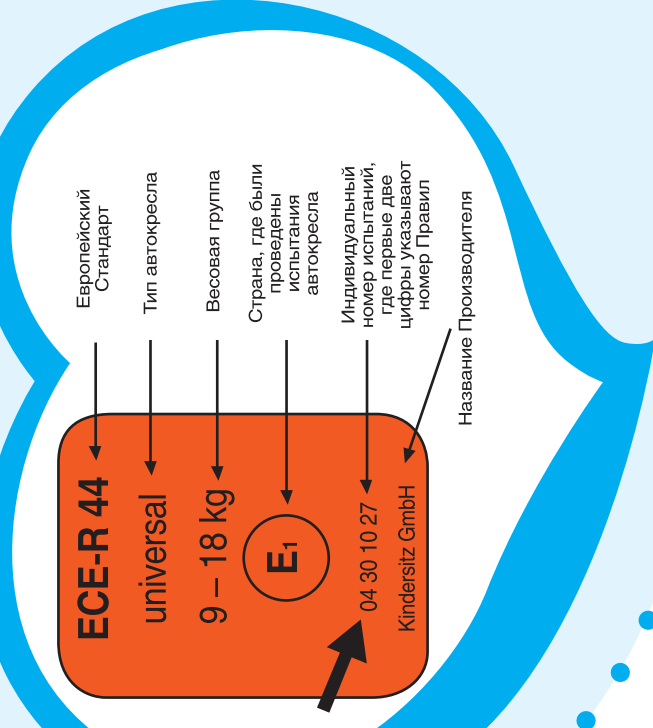 ECE-R 44
universal
9 – 18 kg
E1
04 30 10 27
Kindersitz GmbH
Европейский
Стандарт
Тип автокресла
Весовая группа
Страна, где были
проведены
испытания
автокресла
Индивидуальный
номер испытаний,
где первые две
цифры указывают
номер Правил
Название Производителя